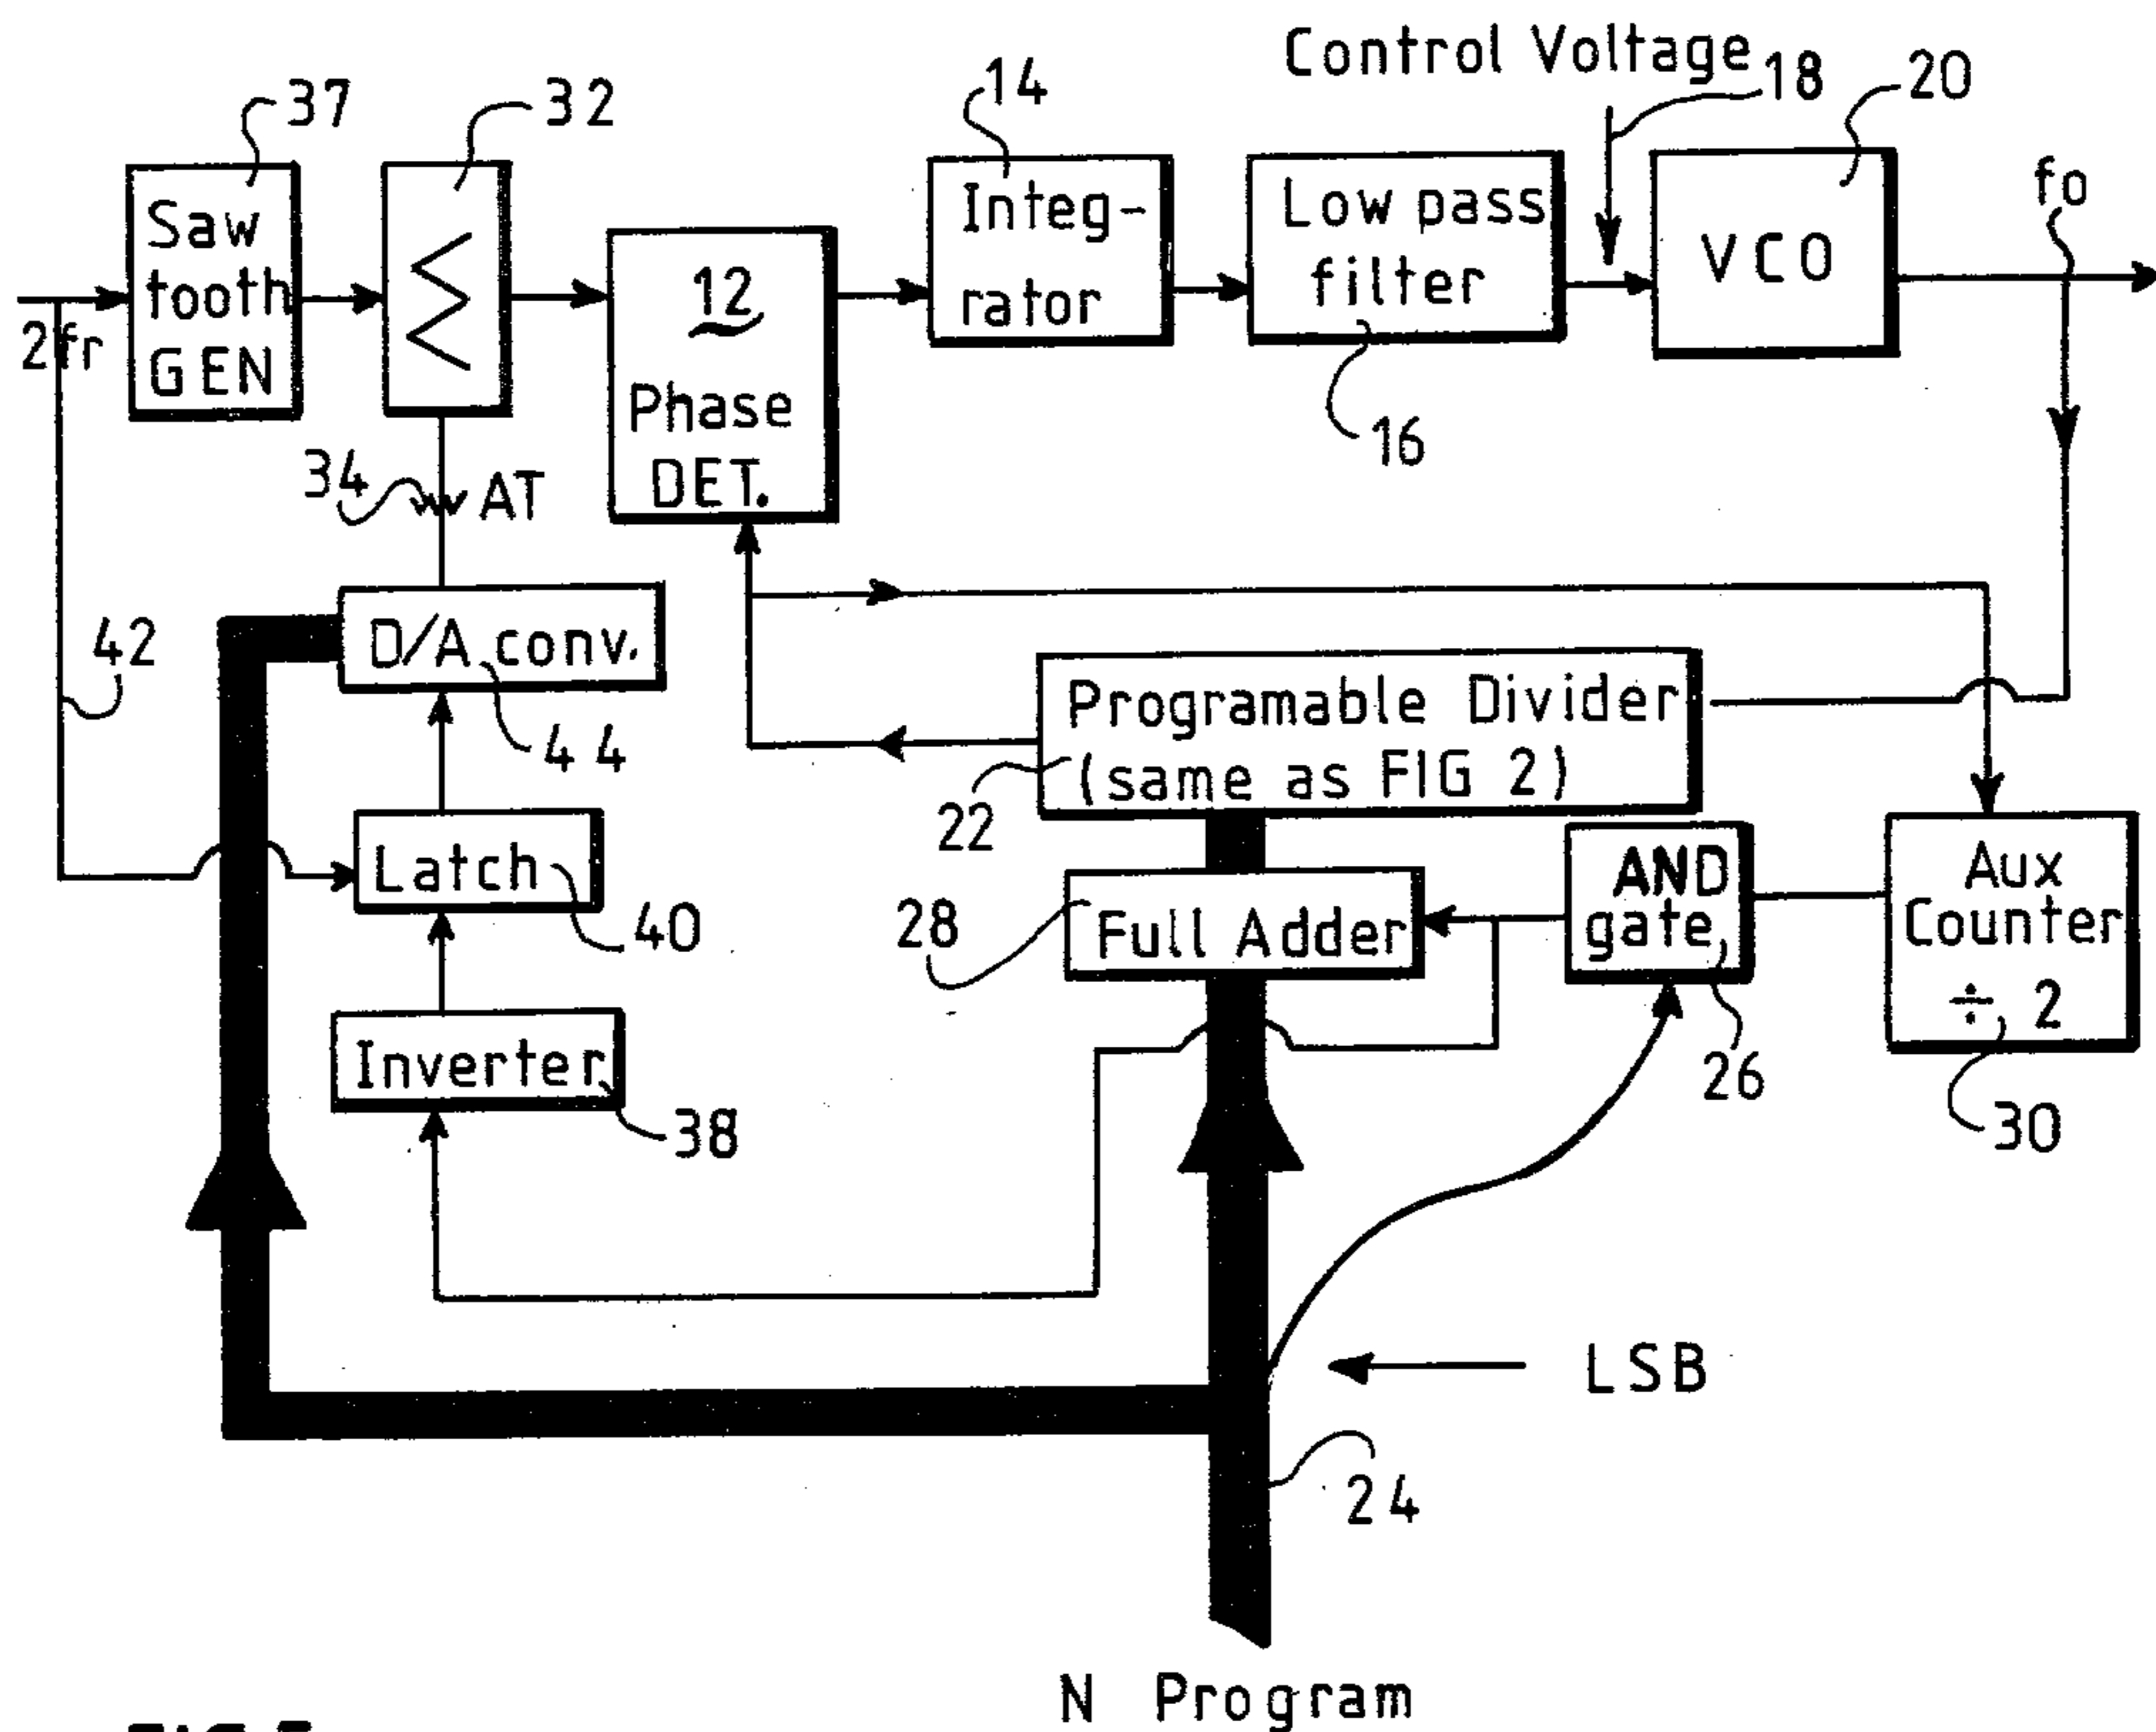 Control Voltage
37
32
14
18
20
Saw
tooth
GEN
Σ
12
Phase
DET.
Integ-
rator
Low pass
filter
VCO
fo
2fr
16
34
AT
42
D/A conv.
44
Programable Divider
(same as FIG 2)
22
Latch
40
28
Full Adder
AND
gate
Aux
Counter
÷ 2
Inverter
38
26
30
LSB
24
N Program